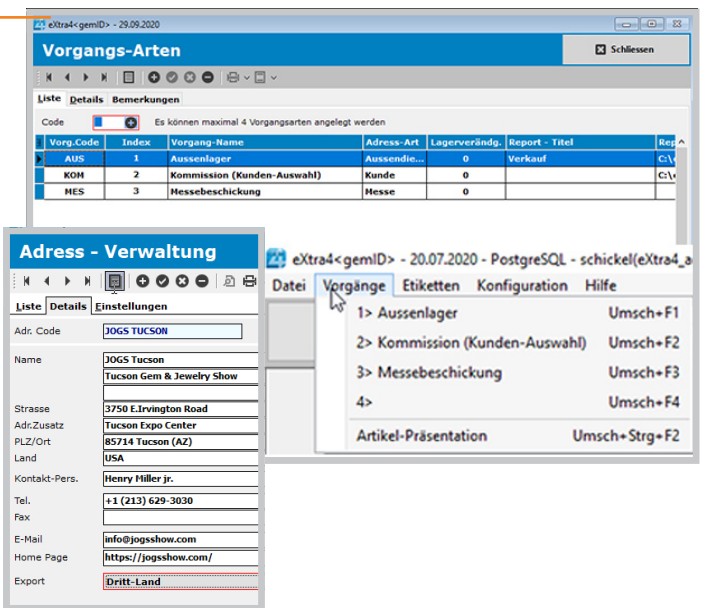 eXtra4<gemID> - 29.09.2020
Vorgangs-Arten
Schliessen
Liste Details Bemerkungen
Code Es können maximal 4 Vorgangsarten angelegt werden
Vorg.Code Index Vorgang-Name Adress-Art Lagerverändg. Report - Titel Rep
AUS 1 Aussenlager Aussendie... 0 Verkauf C:\
KOM 2 Kommission (Kunden-Auswahl) Kunde 0 C:\
MES 3 Messebeschickung Messe 0
Adress - Verwaltung
Liste Details Einstellungen
Adr. Code JOGS TUCSON
Name JOGS Tucson
Tucson Gem & Jewelry Show
Strasse 3750 E.Irvington Road
Adr.Zusatz Tucson Expo Center
PLZ/Ort 85714 Tucson (AZ)
Land USA
Kontakt-Pers. Henry Miller jr.
Tel. +1 (213) 629-3030
Fax
E-Mail info@jogsshow.com
Home Page https://jogsshow.com/
Export Dritt-Land
eXtra4<gemID> - 20.07.2020 - PostgreSQL - schickel(eXtra4_a
Datei Vorgänge Etiketten Konfiguration Hilfe
1> Aussenlager Umsch+F1
2> Kommission (Kunden-Auswahl) Umsch+F2
3> Messebeschickung Umsch+F3
4> Umsch+F4
Artikel-Präsentation Umsch+Strg+F2